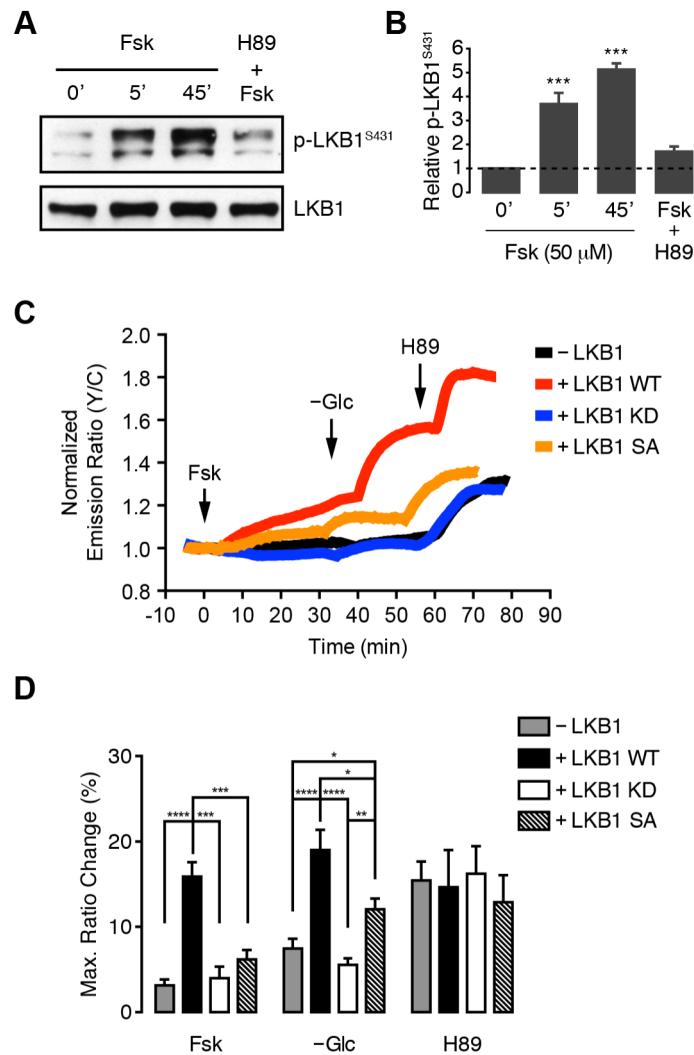 A
Fsk
H89
+
Fsk
0’ 5’ 45’
p-LKB1S431
LKB1
B
Relative p-LKB1S431
6
5
4
3
2
1
0
***
***
0’ 5’ 45’ Fsk
+
H89
Fsk (50 μM)
C
Normalized
Emission Ratio (Y/C)
2.0
1.8
1.6
1.4
1.2
1.0
0.8
Fsk
−Glc
H89
− LKB1
+ LKB1 WT
+ LKB1 KD
+ LKB1 SA
-10 0 10 20 30 40 50 60 70 80 90
Time (min)
D
− LKB1
+ LKB1 WT
+ LKB1 KD
+ LKB1 SA
Max. Ratio Change (%)
30
20
10
0
***
**** ***
*
*
**** ****
**
Fsk −Glc H89